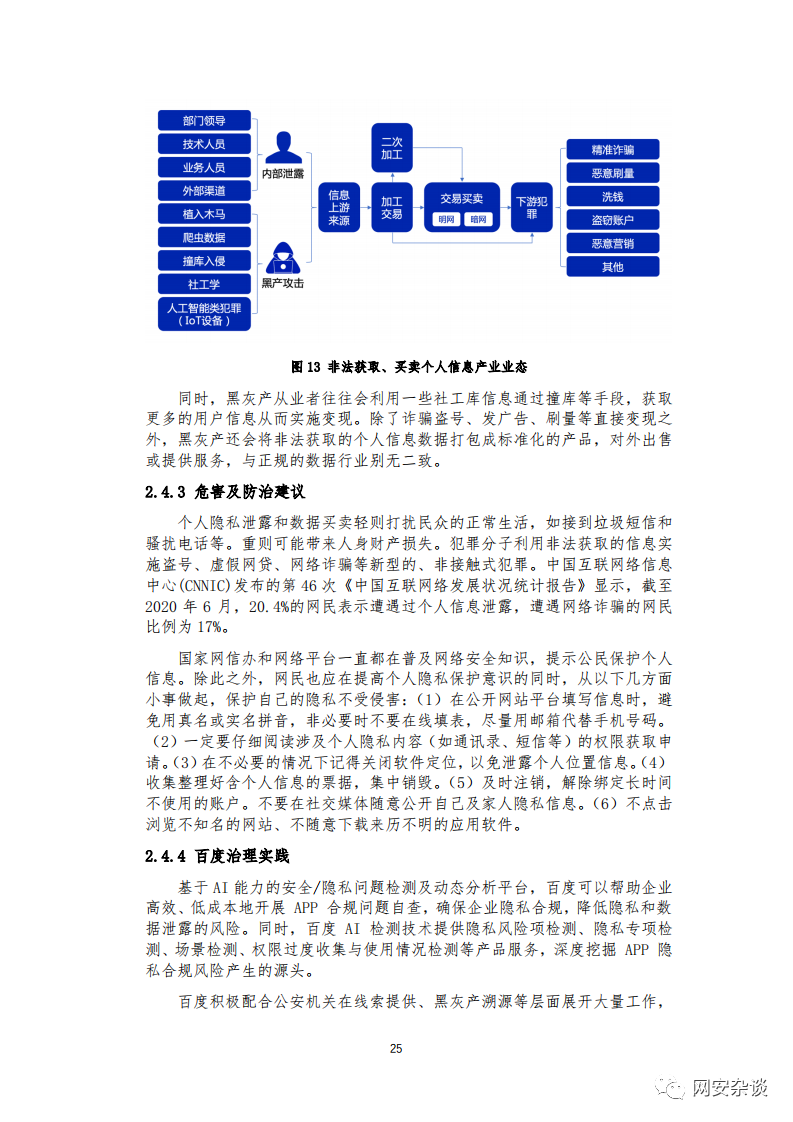 部门领导
技术人员
业务人员
外部渠道
植入木马
爬虫数据
撞库入侵
社工学
人工智能类犯罪
（IoT设备）
内部泄露
黑产攻击
信息
上游
来源
二次
加工
加工
交易
交易买卖
明网
暗网
下游犯
罪
精准诈骗
恶意刷量
洗钱
盗窃账户
恶意营销
其他
图 13 非法获取、买卖个人信息产业业态
同时，黑灰产从业者往往会利用一些社工库信息通过撞库等手段，获取
更多的用户信息从而实施变现。除了诈骗盗号、发广告、刷量等直接变现之
外，黑灰产还会将非法获取的个人信息数据打包成标准化的产品，对外出售
或提供服务，与正规的数据行业别无二致。
2.4.3 危害及防治建议
个人隐私泄露和数据买卖轻则打扰民众的正常生活，如接到垃圾短信和
骚扰电话等。重则可能带来人身财产损失。犯罪分子利用非法获取的信息实
施盗号、虚假网贷、网络诈骗等新型的、非接触式犯罪。中国互联网络信息
中心(CNNIC)发布的第 46 次《中国互联网络发展状况统计报告》显示，截至
2020 年 6 月，20.4%的网民表示遭遇过个人信息泄露，遭遇网络诈骗的网民
比例为 17%。
国家网信办和网络平台一直都在普及网络安全知识，提示公民保护个人
信息。除此之外，网民也应在提高个人隐私保护意识的同时，从以下几方面
小事做起，保护自己的隐私不受侵害：（1）在公开网站平台填写信息时，避
免用真名或实名拼音，非必要时不要在线填表，尽量用邮箱代替手机号码。
（2）一定要仔细阅读涉及个人隐私内容（如通讯录、短信等）的权限获取申
请。（3）在不必要的情况下记得关闭软件定位，以免泄露个人位置信息。（4）
收集整理好含个人信息的票据，集中销毁。（5）及时注销，解除绑定长时间
不使用的账户。不要在社交媒体随意公开自己及家人隐私信息。（6）不点击
浏览不知名的网站、不随意下载来历不明的应用软件。
2.4.4 百度治理实践
基于 AI 能力的安全/隐私问题检测及动态分析平台，百度可以帮助企业
高效、低成本地开展 APP 合规问题自查，确保企业隐私合规，降低隐私和数
据泄露的风险。同时，百度 AI 检测技术提供隐私风险项检测、隐私专项检
测、场景检测、权限过度收集与使用情况检测等产品服务，深度挖掘 APP 隐
私合规风险产生的源头。
百度积极配合公安机关在线索提供、黑灰产溯源等层面展开大量工作，
25
网安杂谈